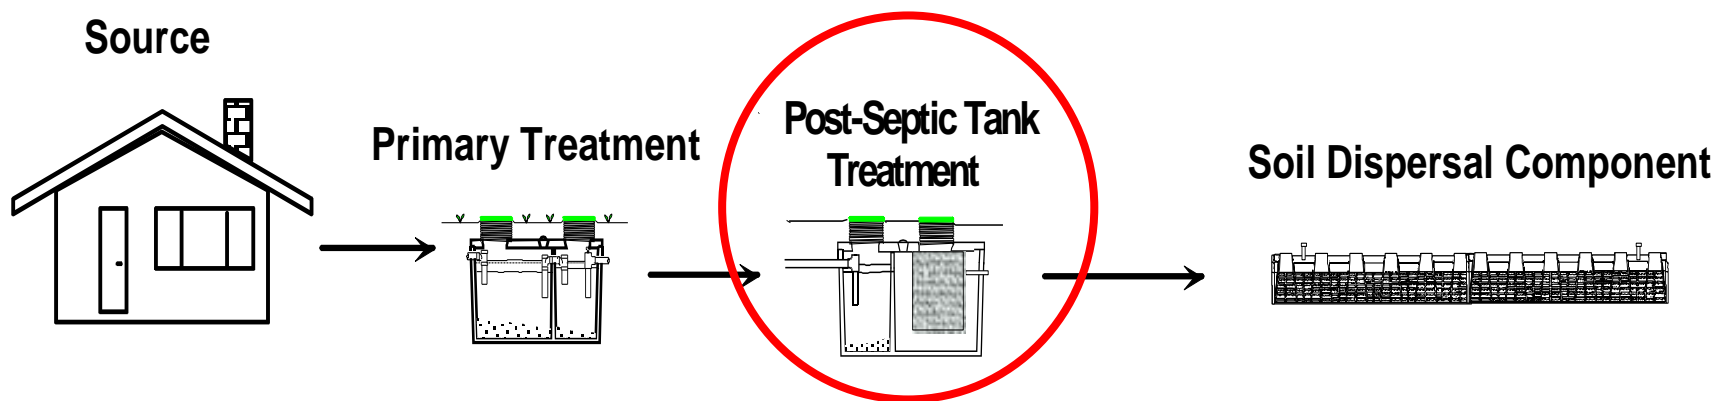 Source
Primary Treatment
Post-Septic Tank
Treatment
Soil Dispersal Component